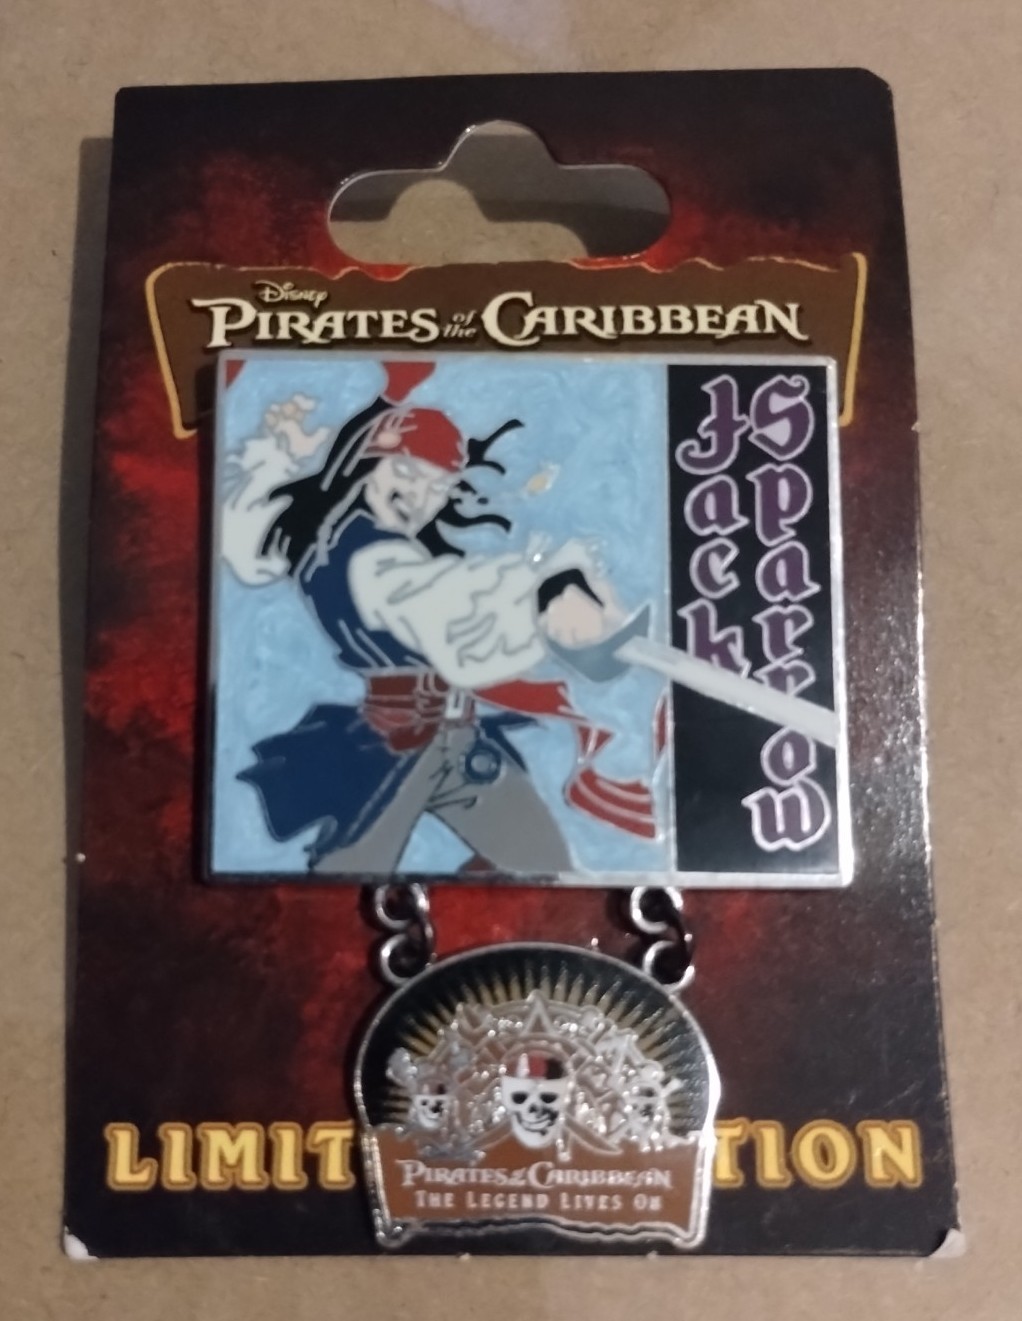 Disney
PIRATES of the CARIBBEAN
Jack
Sparrow
PIRATES of the CARIBBEAN
THE LEGEND LIVES ON
LIMIT TION